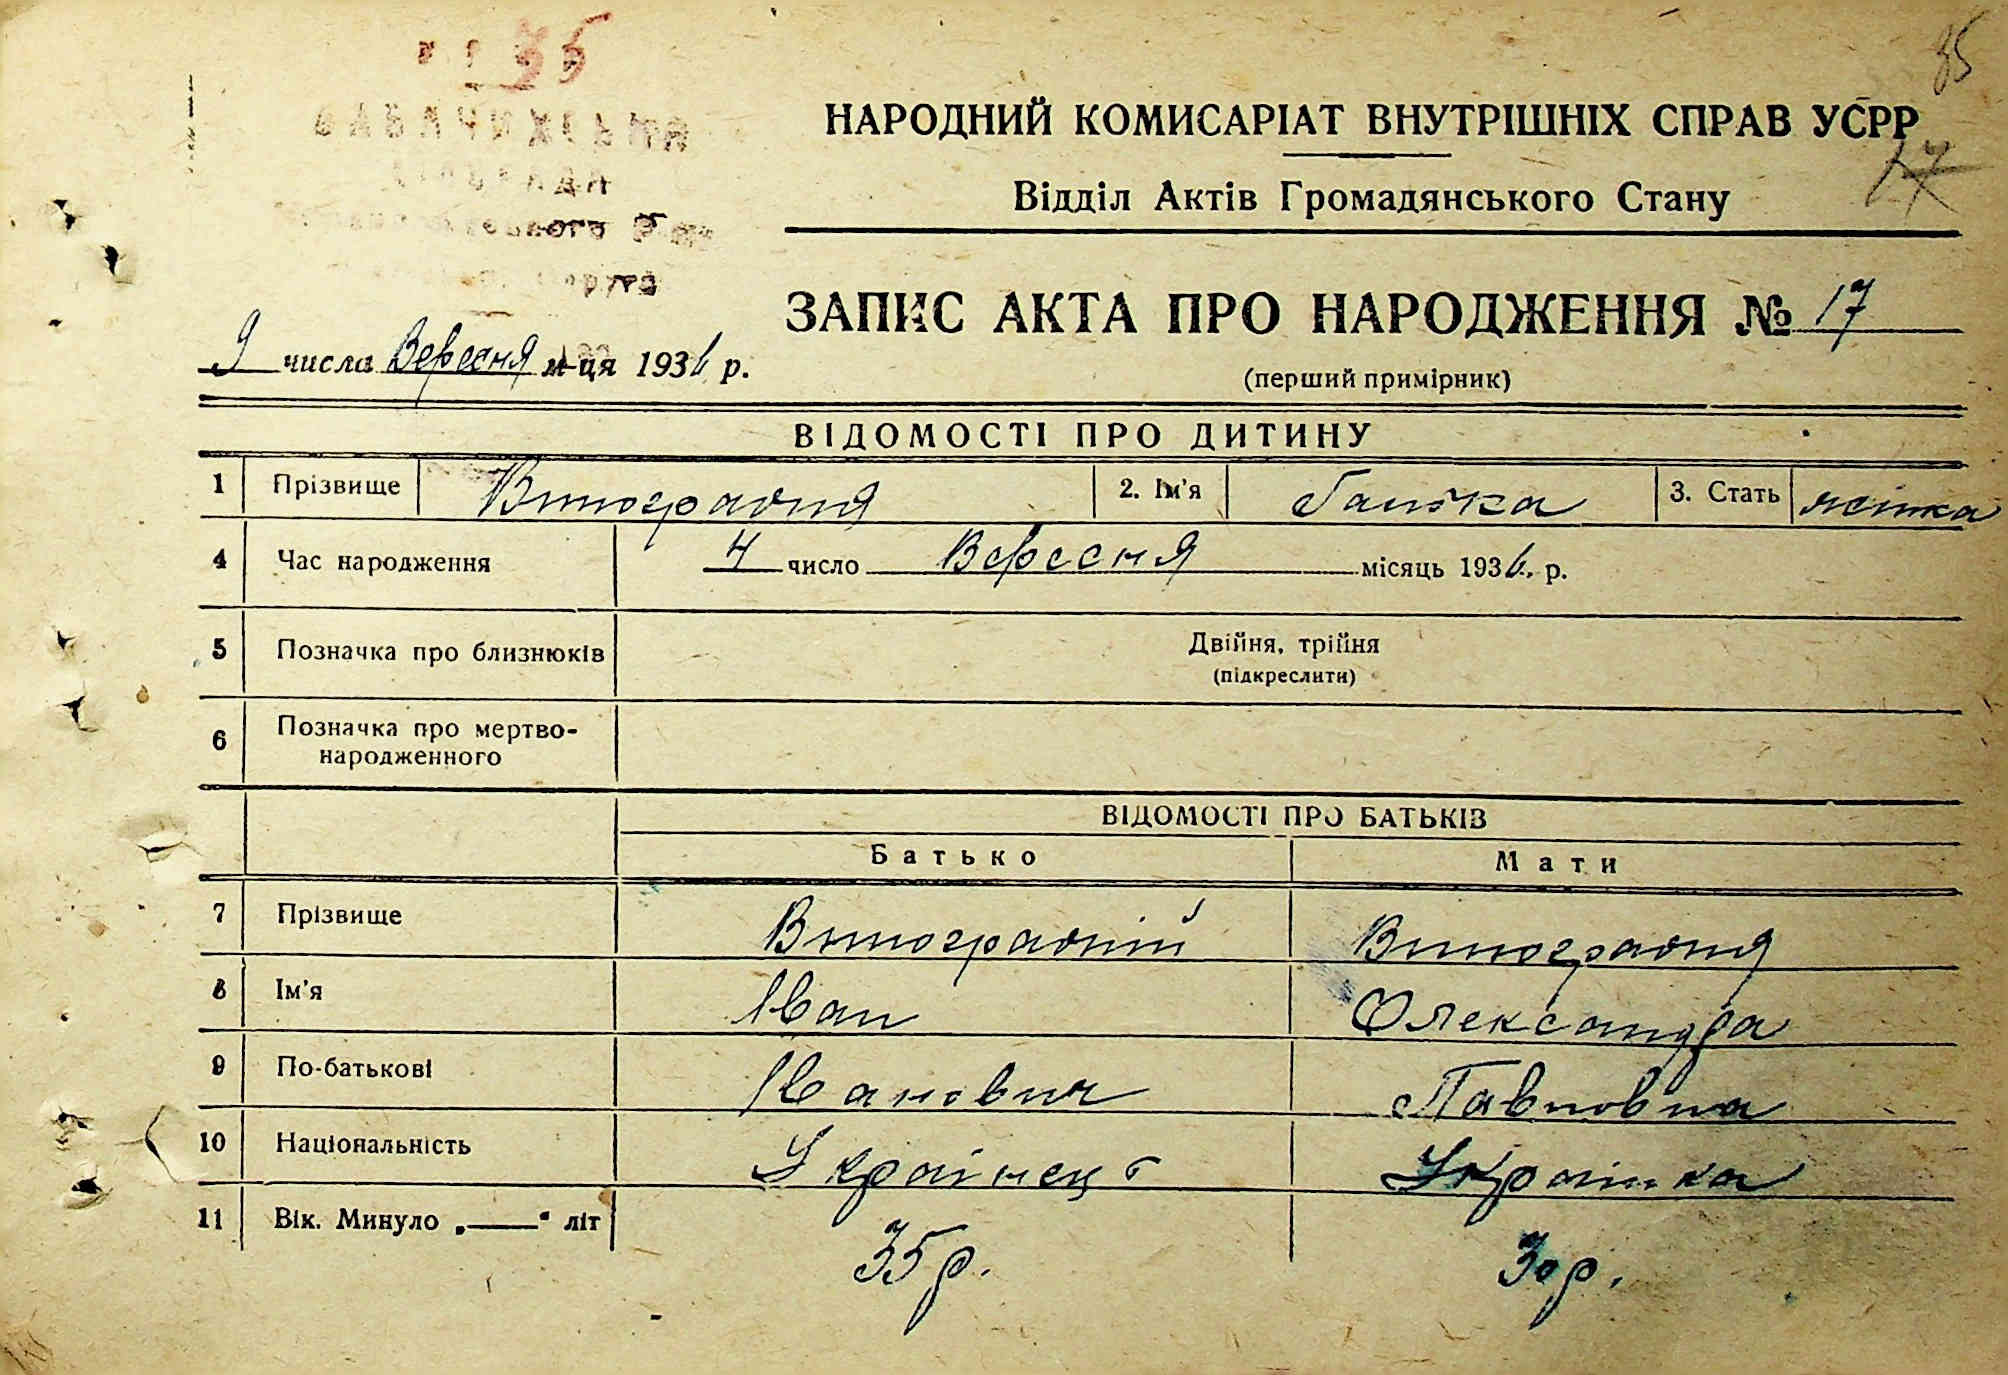 35
85
НАРОДНИЙ КОМИСАРІАТ ВНУТРІШНІХ СПРАВ УСРР
17
Відділ Актів Громадянського Стану
ЗАПИС АКТА ПРО НАРОДЖЕННЯ № 17
9 числа Вересня м-ця 1936 р.
(перший примірник)
ВІДОМОСТІ ПРО ДИТИНУ
1 Прізвище Виноградня 2. Ім'я Галька 3. Стать жінка
4 Час народження 4 число Вересня місяць 1936. р.
5 Позначка про близнюків Двійня, трійня
(підкреслити)
6 Позначка про мертво-
народженного
ВІДОМОСТІ ПРО БАТЬКІВ
Батько Мати
7 Прізвище Виноградній Виноградня
8 Ім'я Іван Олександра
9 По-батькові Іванович Павловна
10 Національність Українець Українка
11 Вік. Минуло „——“ літ 35 р. 30 р.